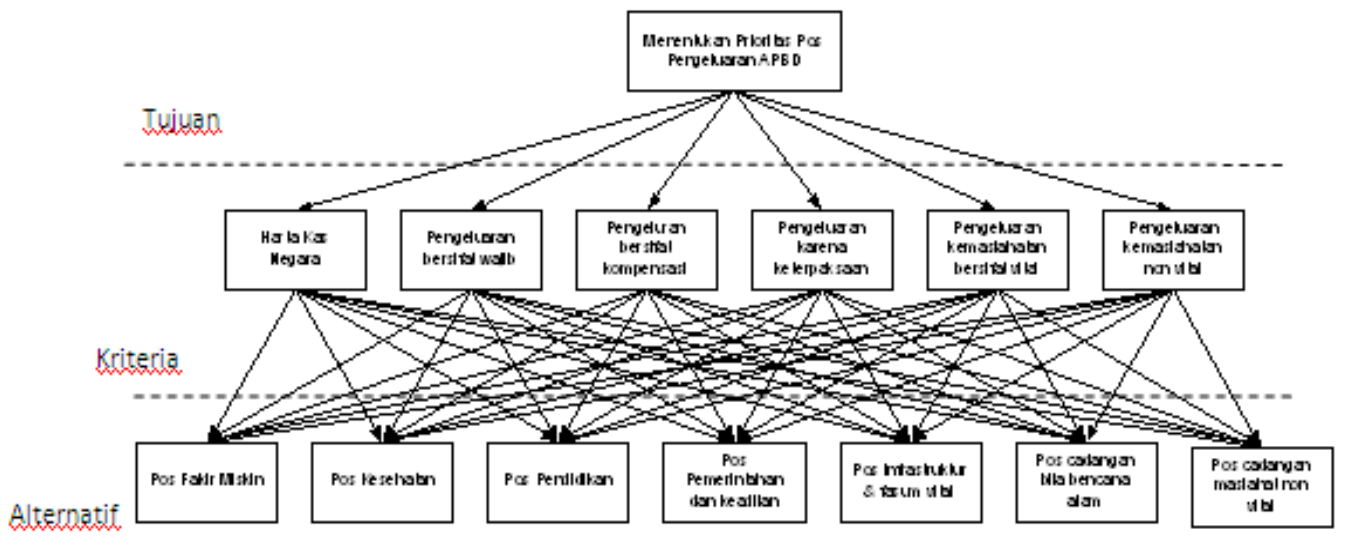 Menentukan Prioritas Pos
Pengeluaran APBD
Tujuan
Harta Kas
Negara
Pengeluaran
bersifat wajib
Pengeluran
bersifat
kompensasi
Pengeluaran
karena
keterpaksaan
Pengeluaran
kemaslahatan
bersifat vital
Pengeluaran
kemaslahatan
non vital
Kriteria
Pos Fakir Miskin
Pos Kesehatan
Pos Pendidikan
Pos
Pemerintahan
dan keadilan
Pos Infrastruktur
& fasum vital
Pos cadangan
bila bencana
alam
Pos cadangan
maslahat non
vital
Alternatif